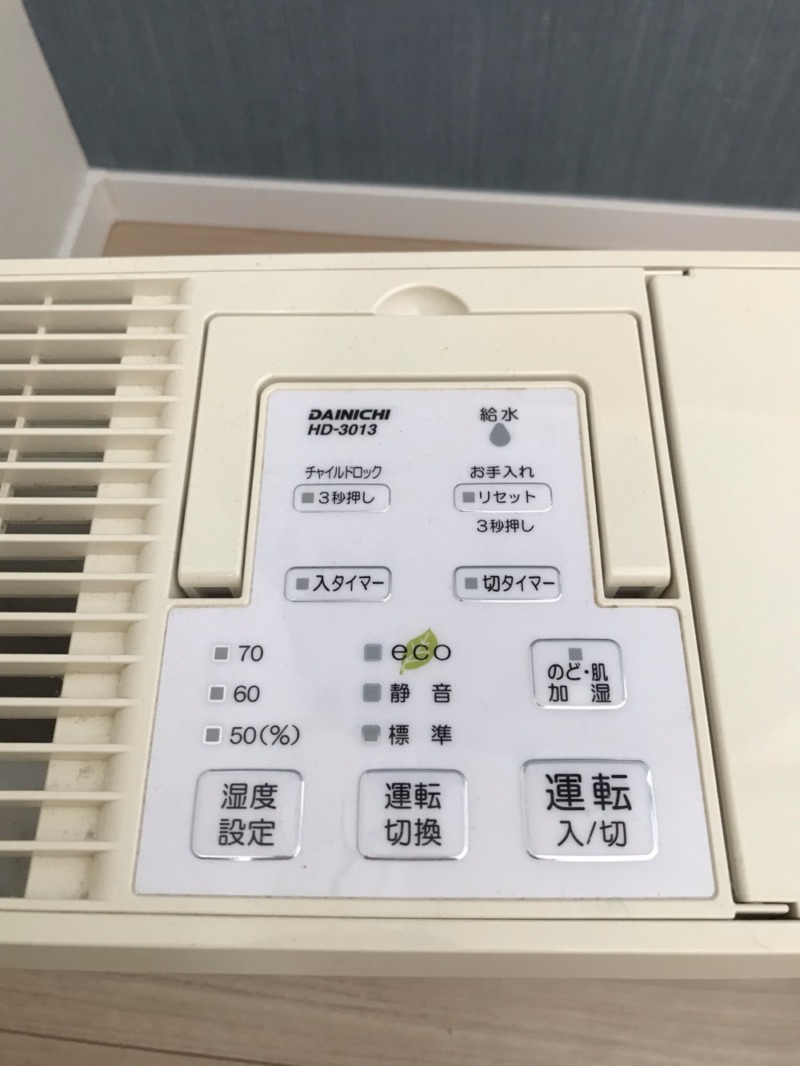 DAINICHI
HD-3013
給水
チャイルドロック
3秒押し
お手入れ
リセット
3秒押し
入タイマー
切タイマー
70
60
50(%)
eco
静音
標準
のど・肌
加湿
湿度
設定
運転
切換
運転
入/切